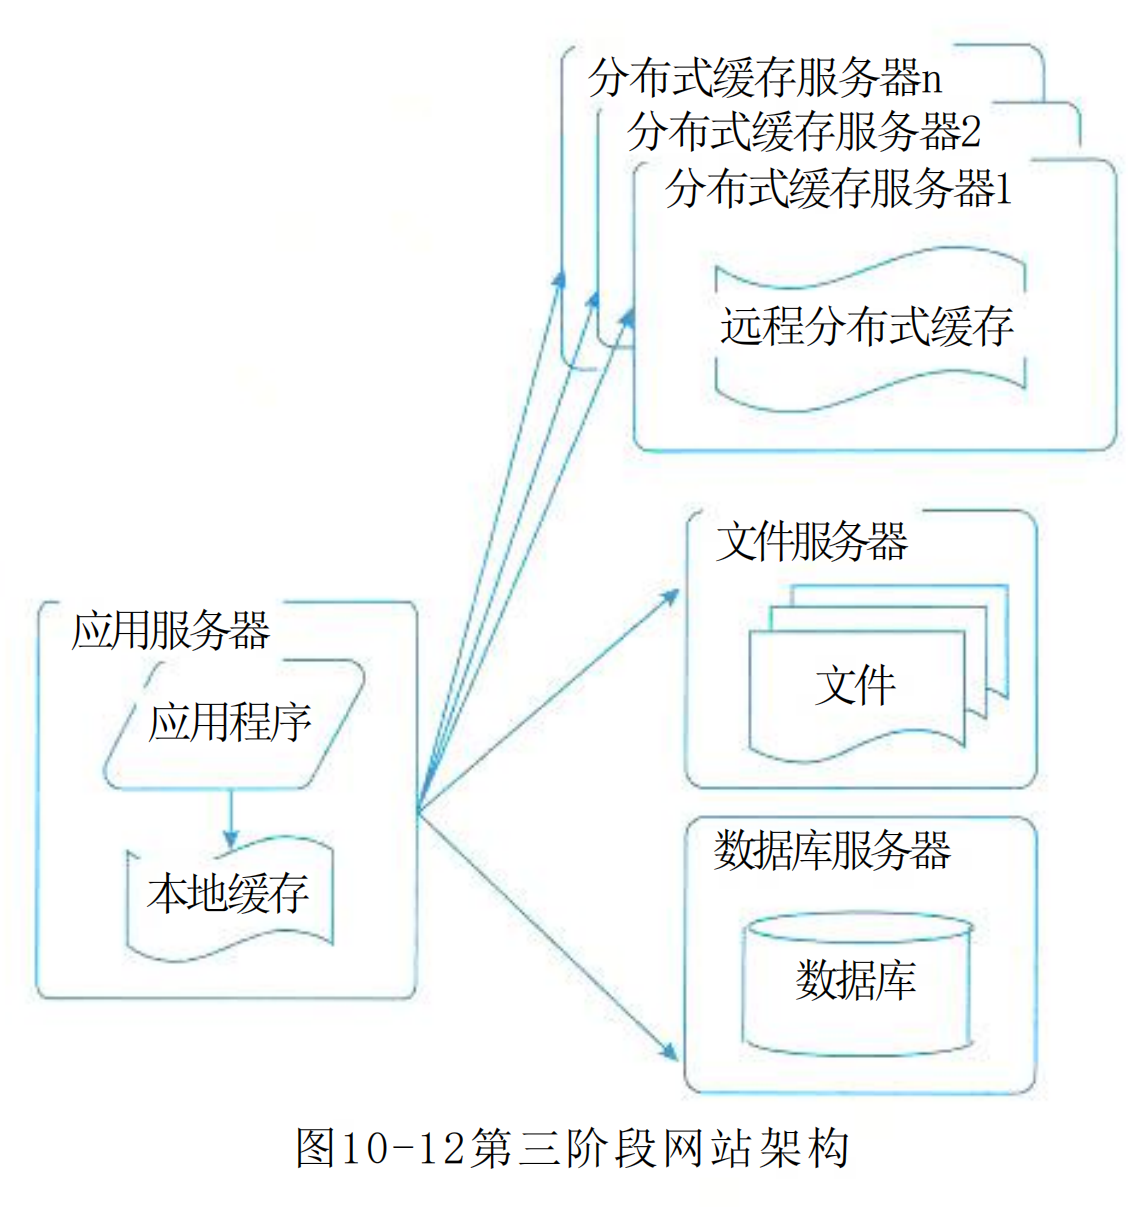 分布式缓存服务器n
分布式缓存服务器2
分布式缓存服务器1
远程分布式缓存
文件服务器
文件
应用服务器
应用程序
本地缓存
数据库服务器
数据库
图10-12第三阶段网站架构